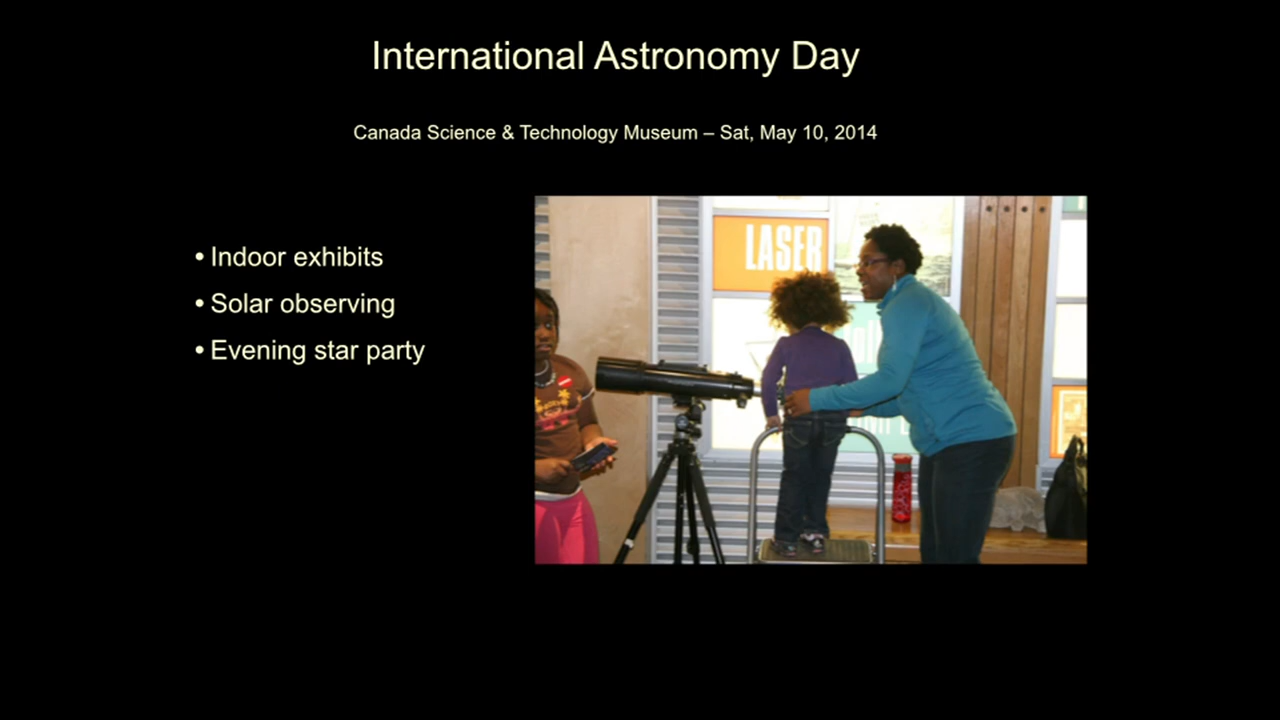 International Astronomy Day
Canada Science & Technology Museum – Sat, May 10, 2014
• Indoor exhibits
• Solar observing
• Evening star party
LASER